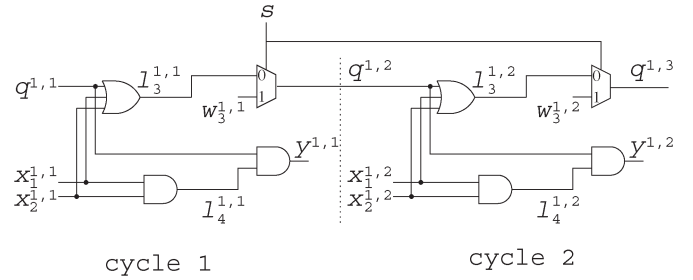 s
q^{1,1} l_3^{1,1} 0 q^{1,2} l_3^{1,2} 0 q^{1,3}
w_3^{1,1} 1 w_3^{1,2} 1
y^{1,1} y^{1,2}
x_1^{1,1} x_1^{1,2}
x_2^{1,1} l_4^{1,1} x_2^{1,2} l_4^{1,2}
cycle 1 cycle 2